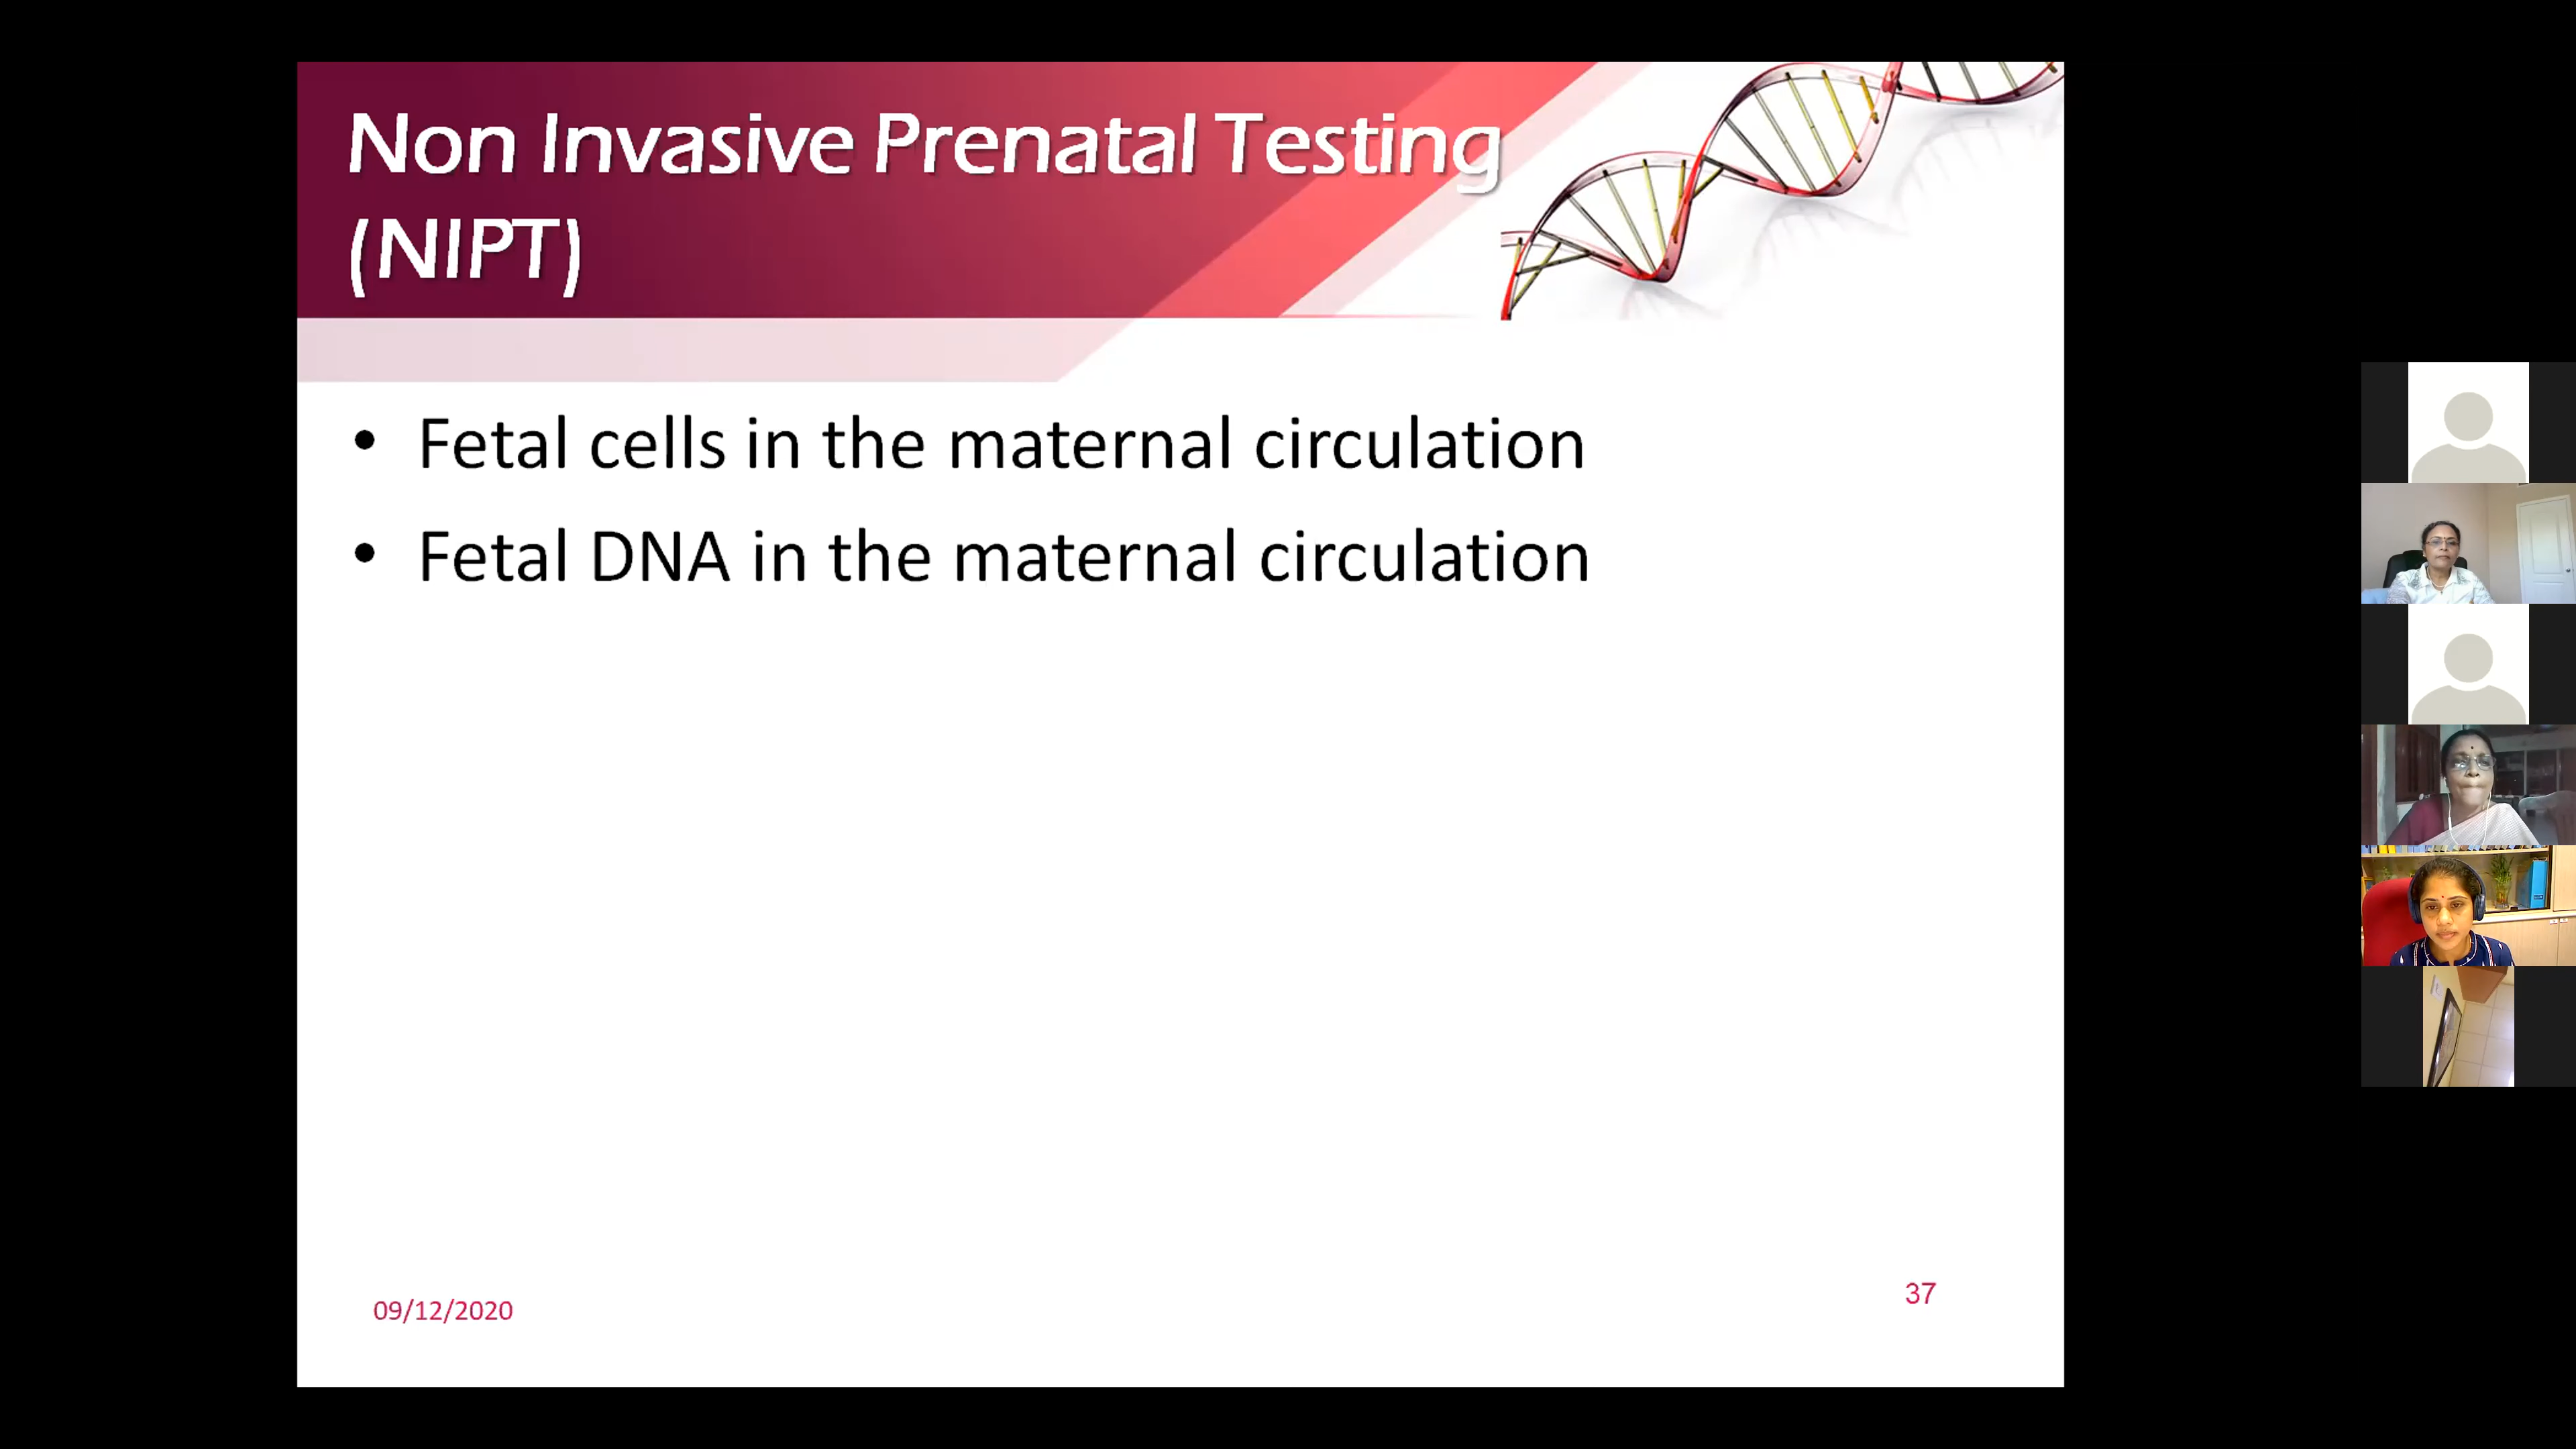 Non Invasive Prenatal Testing
(NIPT)
• Fetal cells in the maternal circulation
• Fetal DNA in the maternal circulation
09/12/2020
37